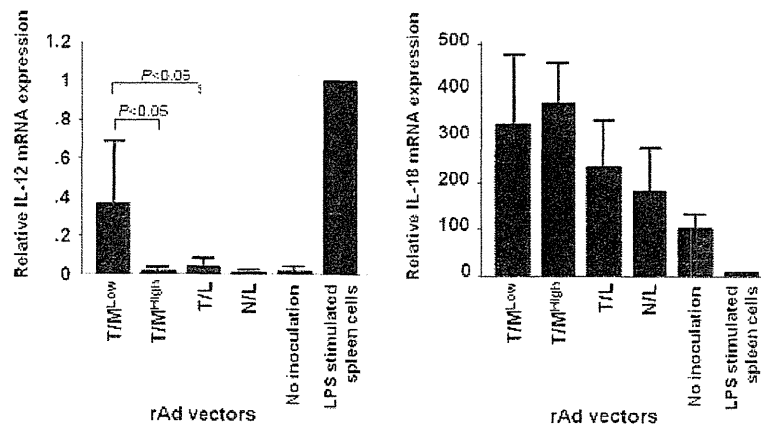 Relative IL-12 mRNA expression
1.2
1
.8
.6
.4
.2
0
P<0.05
P<0.05
T/M^Low
T/M^High
T/L
N/L
No inoculation
LPS stimulated
spleen cells
rAd vectors
Relative IL-18 mRNA expression
500
400
300
200
100
0
T/M^Low
T/M^High
T/L
N/L
No inoculation
LPS stimulated
spleen cells
rAd vectors